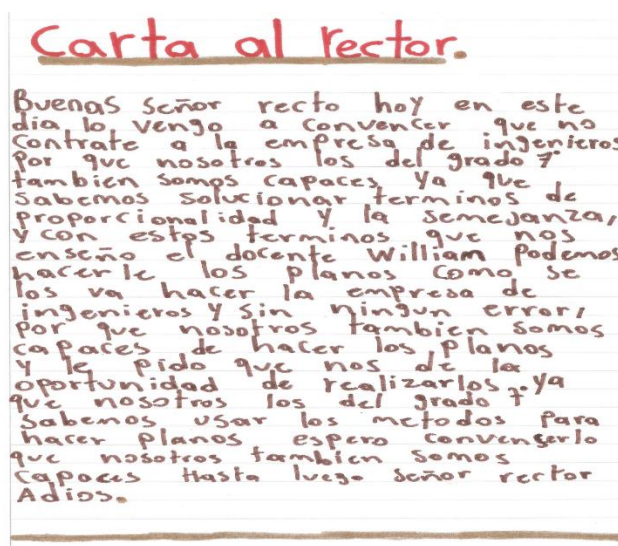 Carta al rector.
Buenas señor recto hoy en este
dia lo vengo a convencer que no
contrate a la empresa de ingenieros
por que nosotros los del grado 7°
tambien somos capaces, Ya que
sabemos solucionar terminos de
proporcionalidad y la semejanza,
y con estos terminos que nos
enseño el docente William Podemos
hacerle los planos como se
los va hacer la empresa de
ingenieros y sin ningun error,
por que nosotros tambien somos
capaces de hacer los planos
y le pido que nos de la
oportunidad de realizarlos. ya
que nosotros los del grado 7
sabemos usar los metodos Para
hacer planos espero convenserlo
que nosotros tambien somos
capaces Hasta luego señor rector
Adios.